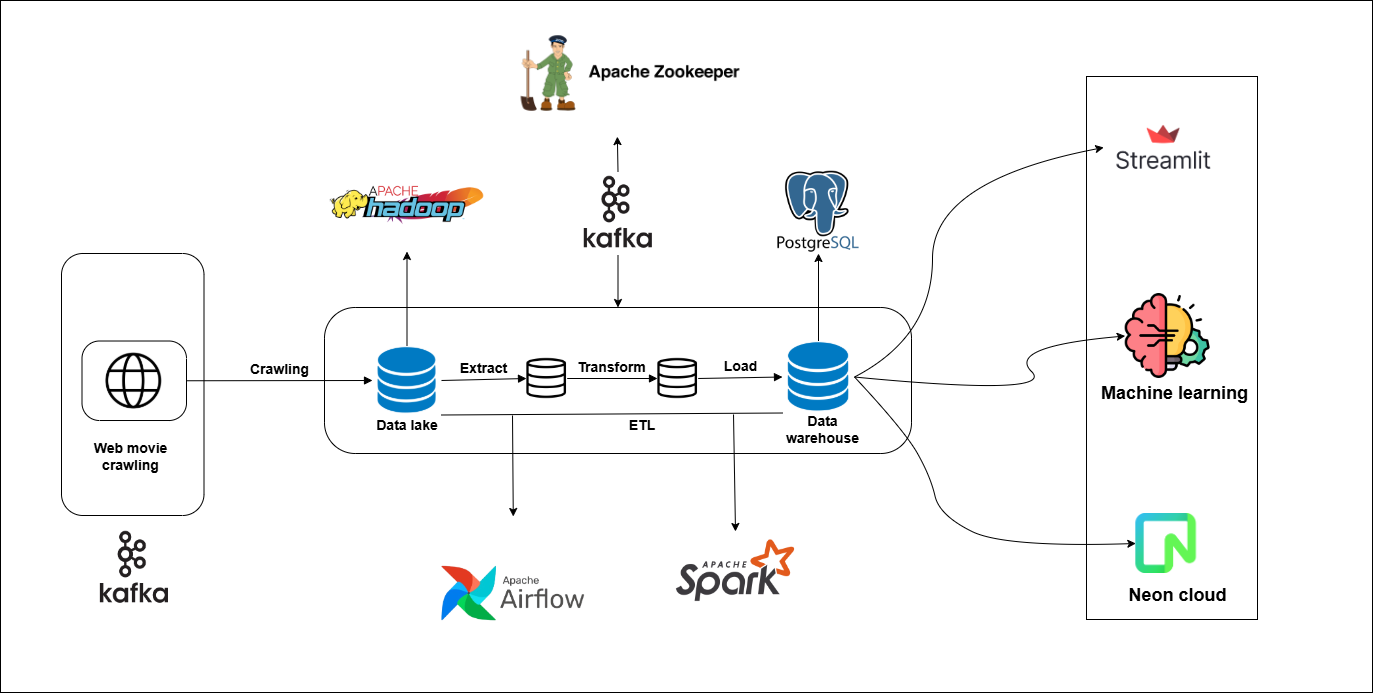 Apache Zookeeper
Streamlit
APACHE
hadoop
kafka
PostgreSQL
Crawling
Extract
Transform
Load
Data lake
ETL
Data
warehouse
Web movie
crawling
Machine learning
kafka
Apache
Airflow
APACHE
Spark
Neon cloud